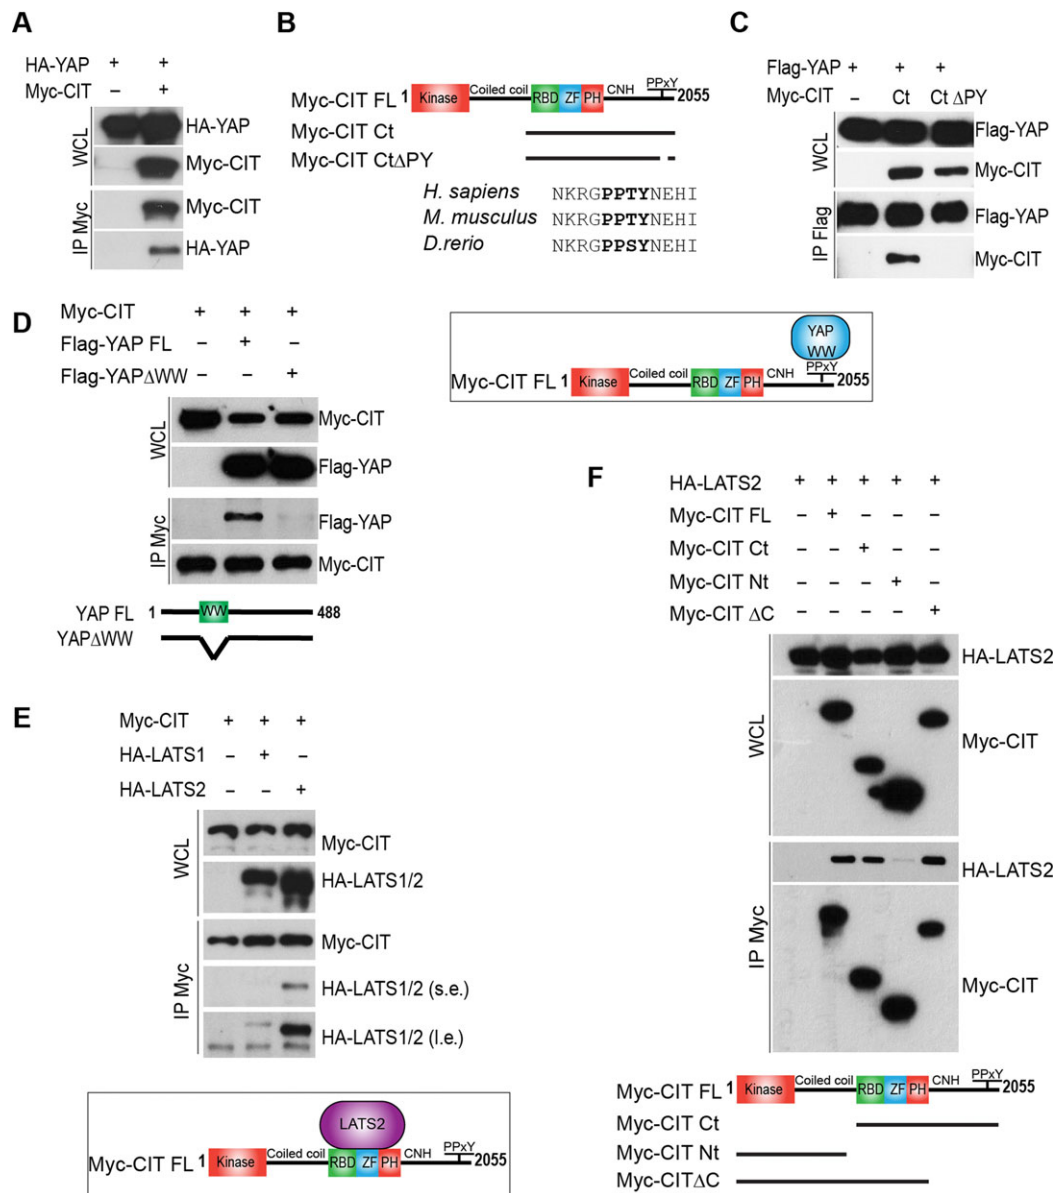 A
HA-YAP + +
Myc-CIT – +
WCL
HA-YAP
Myc-CIT
IP Myc
Myc-CIT
HA-YAP
B
Myc-CIT FL 1 Kinase Coiled coil RBD ZF PH CNH PPxY 2055
Myc-CIT Ct
Myc-CIT CtΔPY
H. sapiens NKRGPPTYNEHI
M. musculus NKRGPPTYNEHI
D.rerio NKRGPPSYNEHI
C
Flag-YAP + + +
Myc-CIT – Ct Ct ΔPY
WCL
Flag-YAP
Myc-CIT
IP Flag
Flag-YAP
Myc-CIT
YAP
WW
Myc-CIT FL 1 Kinase Coiled coil RBD ZF PH CNH PPxY 2055
D
Myc-CIT + + +
Flag-YAP FL – + –
Flag-YAPΔWW – – +
WCL
Myc-CIT
Flag-YAP
IP Myc
Flag-YAP
Myc-CIT
YAP FL 1 WW 488
YAPΔWW
E
Myc-CIT + + +
HA-LATS1 – + –
HA-LATS2 – – +
WCL
Myc-CIT
HA-LATS1/2
IP Myc
Myc-CIT
HA-LATS1/2 (s.e.)
HA-LATS1/2 (l.e.)
LATS2
Myc-CIT FL 1 Kinase Coiled coil RBD ZF PH CNH PPxY 2055
F
HA-LATS2 + + + + +
Myc-CIT FL – + – – –
Myc-CIT Ct – – + – –
Myc-CIT Nt – – – + –
Myc-CIT ΔC – – – – +
WCL
HA-LATS2
Myc-CIT
IP Myc
HA-LATS2
Myc-CIT
Myc-CIT FL 1 Kinase Coiled coil RBD ZF PH CNH PPxY 2055
Myc-CIT Ct
Myc-CIT Nt
Myc-CITΔC